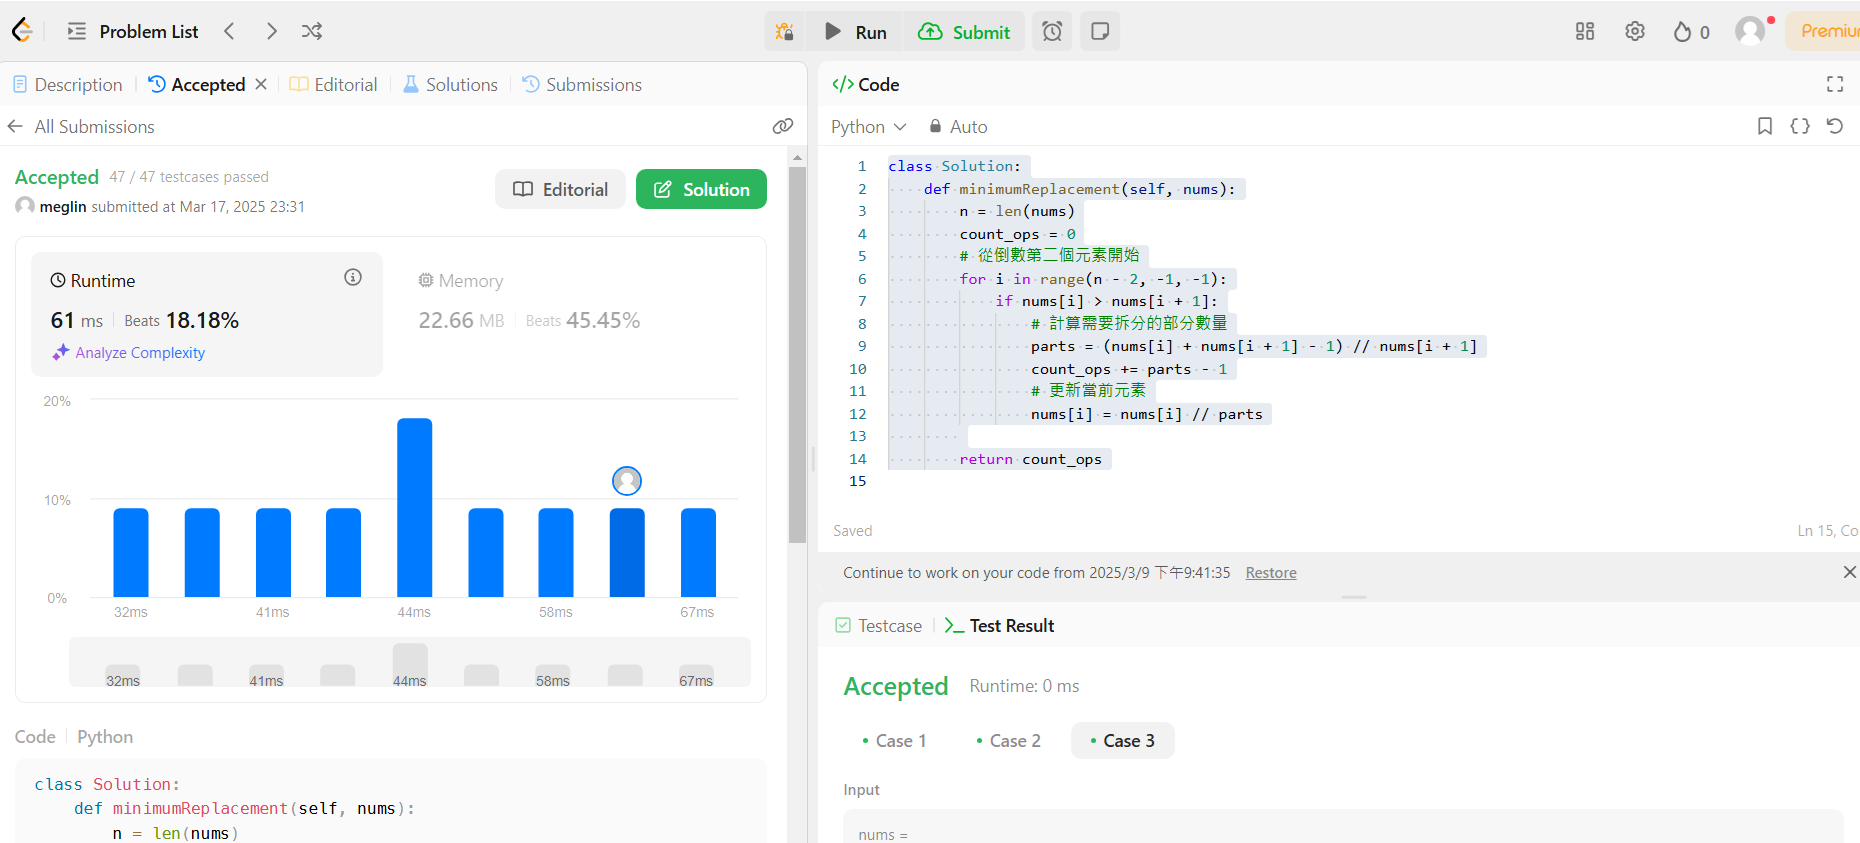 Problem List
Run
Submit
0
Premium
Description
Accepted
Editorial
Solutions
Submissions
All Submissions
Accepted 47 / 47 testcases passed
meglin submitted at Mar 17, 2025 23:31
Editorial
Solution
Runtime
61 ms Beats 18.18%
Analyze Complexity
Memory
22.66 MB Beats 45.45%
20%
10%
0%
32ms 41ms 44ms 58ms 67ms
32ms 41ms 44ms 58ms 67ms
Code Python
class Solution:
def minimumReplacement(self, nums):
n = len(nums)
Code
Python Auto
1 class Solution:
2 def minimumReplacement(self, nums):
3 n = len(nums)
4 count_ops = 0
5 # 從倒數第二個元素開始
6 for i in range(n - 2, -1, -1):
7 if nums[i] > nums[i + 1]:
8 # 計算需要拆分的部分數量
9 parts = (nums[i] + nums[i + 1] - 1) // nums[i + 1]
10 count_ops += parts - 1
11 # 更新當前元素
12 nums[i] = nums[i] // parts
13
14 return count_ops
15
Saved
Ln 15, Co
Continue to work on your code from 2025/3/9 下午9:41:35 Restore
Testcase
Test Result
Accepted Runtime: 0 ms
Case 1
Case 2
Case 3
Input
nums =